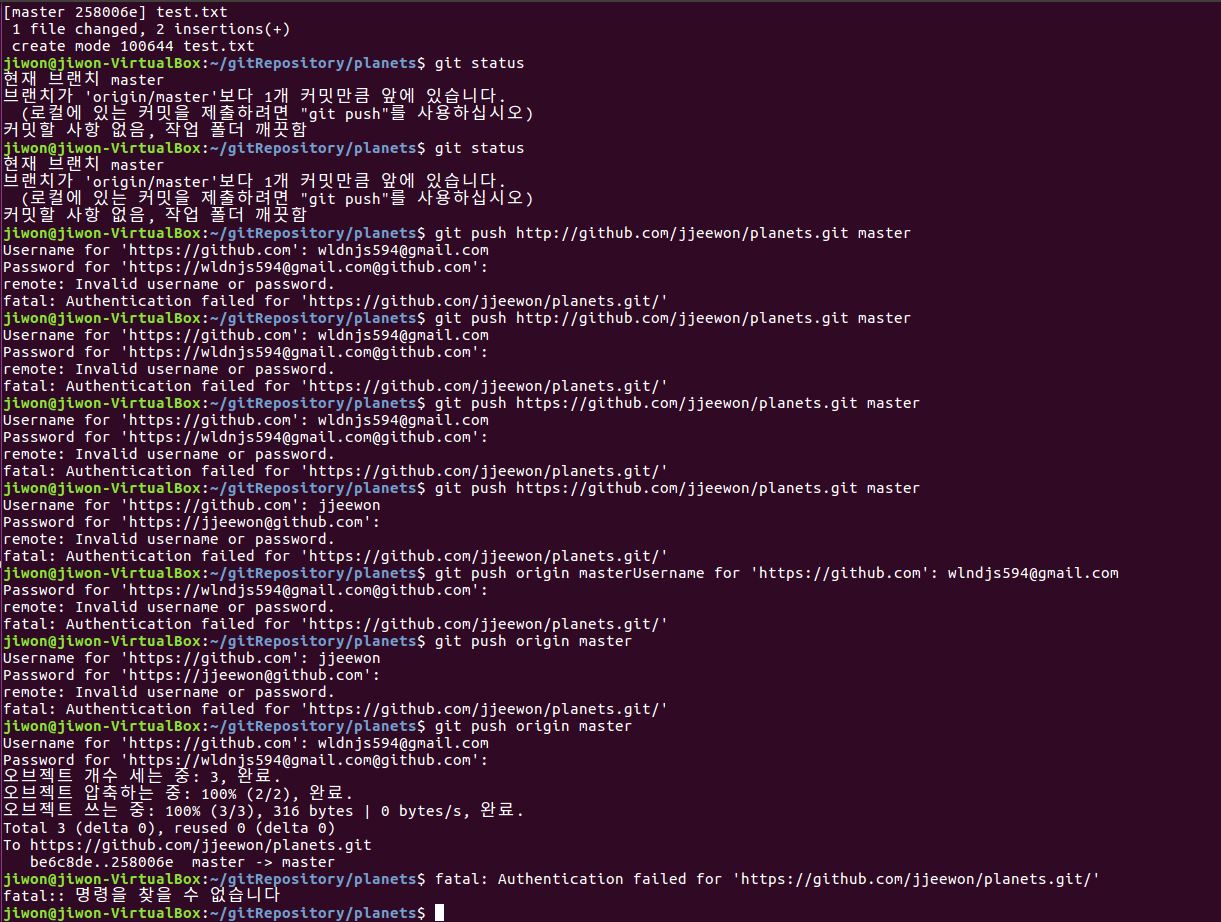 [master 258006e] test.txt
 1 file changed, 2 insertions(+)
 create mode 100644 test.txt
jiwon@jiwon-VirtualBox:~/gitRepository/planets$ git status
현재 브랜치 master
브랜치가 'origin/master'보다 1개 커밋만큼 앞에 있습니다.
  (로컬에 있는 커밋을 제출하려면 "git push"를 사용하십시오)
커밋할 사항 없음, 작업 폴더 깨끗함
jiwon@jiwon-VirtualBox:~/gitRepository/planets$ git status
현재 브랜치 master
브랜치가 'origin/master'보다 1개 커밋만큼 앞에 있습니다.
  (로컬에 있는 커밋을 제출하려면 "git push"를 사용하십시오)
커밋할 사항 없음, 작업 폴더 깨끗함
jiwon@jiwon-VirtualBox:~/gitRepository/planets$ git push http://github.com/jjeewon/planets.git master
Username for 'https://github.com': wldnjs594@gmail.com
Password for 'https://wldnjs594@gmail.com@github.com':
remote: Invalid username or password.
fatal: Authentication failed for 'https://github.com/jjeewon/planets.git/'
jiwon@jiwon-VirtualBox:~/gitRepository/planets$ git push http://github.com/jjeewon/planets.git master
Username for 'https://github.com': wldnjs594@gmail.com
Password for 'https://wldnjs594@gmail.com@github.com':
remote: Invalid username or password.
fatal: Authentication failed for 'https://github.com/jjeewon/planets.git/'
jiwon@jiwon-VirtualBox:~/gitRepository/planets$ git push https://github.com/jjeewon/planets.git master
Username for 'https://github.com': wldnjs594@gmail.com
Password for 'https://wldnjs594@gmail.com@github.com':
remote: Invalid username or password.
fatal: Authentication failed for 'https://github.com/jjeewon/planets.git/'
jiwon@jiwon-VirtualBox:~/gitRepository/planets$ git push https://github.com/jjeewon/planets.git master
Username for 'https://github.com': jjeewon
Password for 'https://jjeewon@github.com':
remote: Invalid username or password.
fatal: Authentication failed for 'https://github.com/jjeewon/planets.git/'
jiwon@jiwon-VirtualBox:~/gitRepository/planets$ git push origin masterUsername for 'https://github.com': wlndjs594@gmail.com
Password for 'https://wlndjs594@gmail.com@github.com':
remote: Invalid username or password.
fatal: Authentication failed for 'https://github.com/jjeewon/planets.git/'
jiwon@jiwon-VirtualBox:~/gitRepository/planets$ git push origin master
Username for 'https://github.com': jjeewon
Password for 'https://jjeewon@github.com':
remote: Invalid username or password.
fatal: Authentication failed for 'https://github.com/jjeewon/planets.git/'
jiwon@jiwon-VirtualBox:~/gitRepository/planets$ git push origin master
Username for 'https://github.com': wldnjs594@gmail.com
Password for 'https://wldnjs594@gmail.com@github.com':
오브젝트 개수 세는 중: 3, 완료.
오브젝트 압축하는 중: 100% (2/2), 완료.
오브젝트 쓰는 중: 100% (3/3), 316 bytes | 0 bytes/s, 완료.
Total 3 (delta 0), reused 0 (delta 0)
To https://github.com/jjeewon/planets.git
   be6c8de..258006e  master -> master
jiwon@jiwon-VirtualBox:~/gitRepository/planets$ fatal: Authentication failed for 'https://github.com/jjeewon/planets.git/'
fatal:: 명령을 찾을 수 없습니다
jiwon@jiwon-VirtualBox:~/gitRepository/planets$